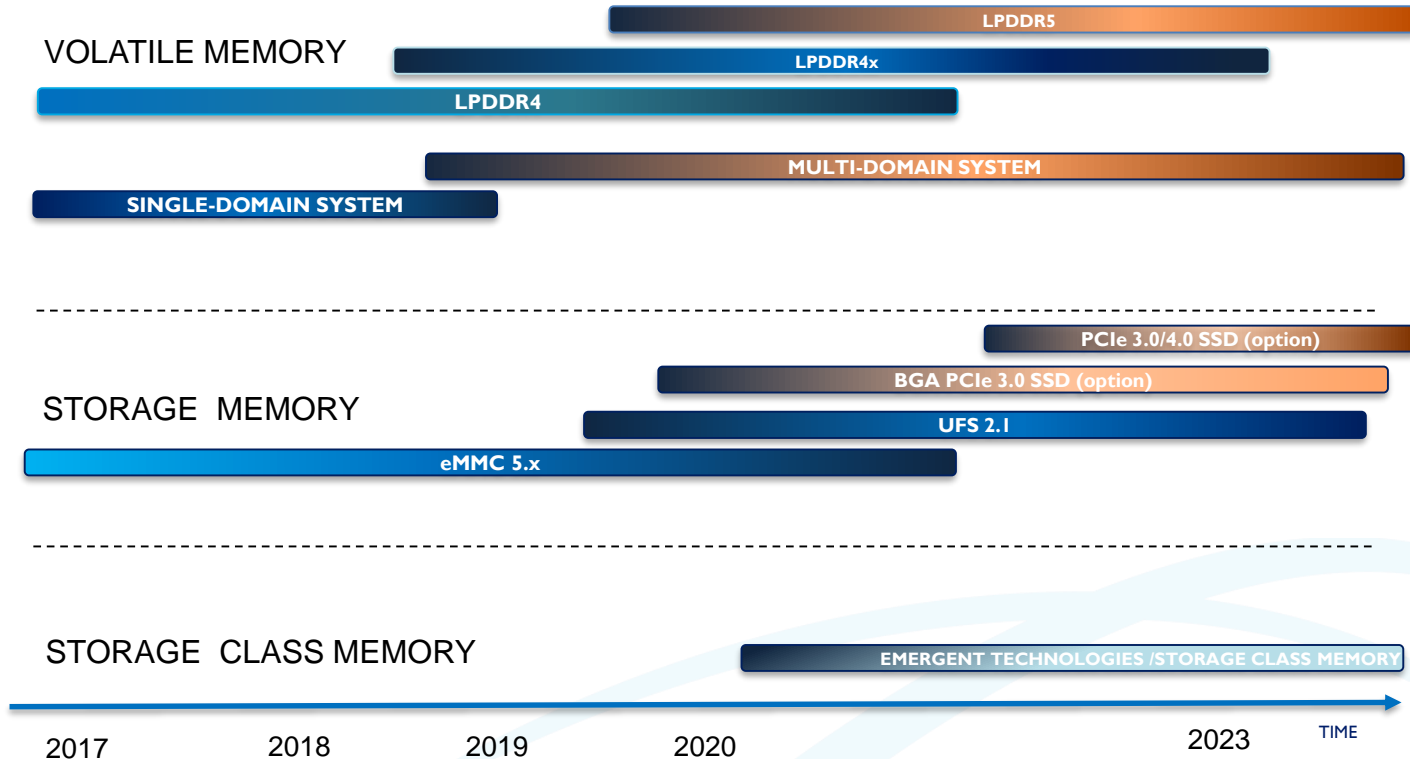 LPDDR5
VOLATILE MEMORY
LPDDR4x
LPDDR4
MULTI-DOMAIN SYSTEM
SINGLE-DOMAIN SYSTEM
PCIe 3.0/4.0 SSD (option)
BGA PCIe 3.0 SSD (option)
STORAGE MEMORY
UFS 2.1
eMMC 5.x
STORAGE CLASS MEMORY
EMERGENT TECHNOLOGIES /STORAGE CLASS MEMORY
2017 2018 2019 2020 2023 TIME